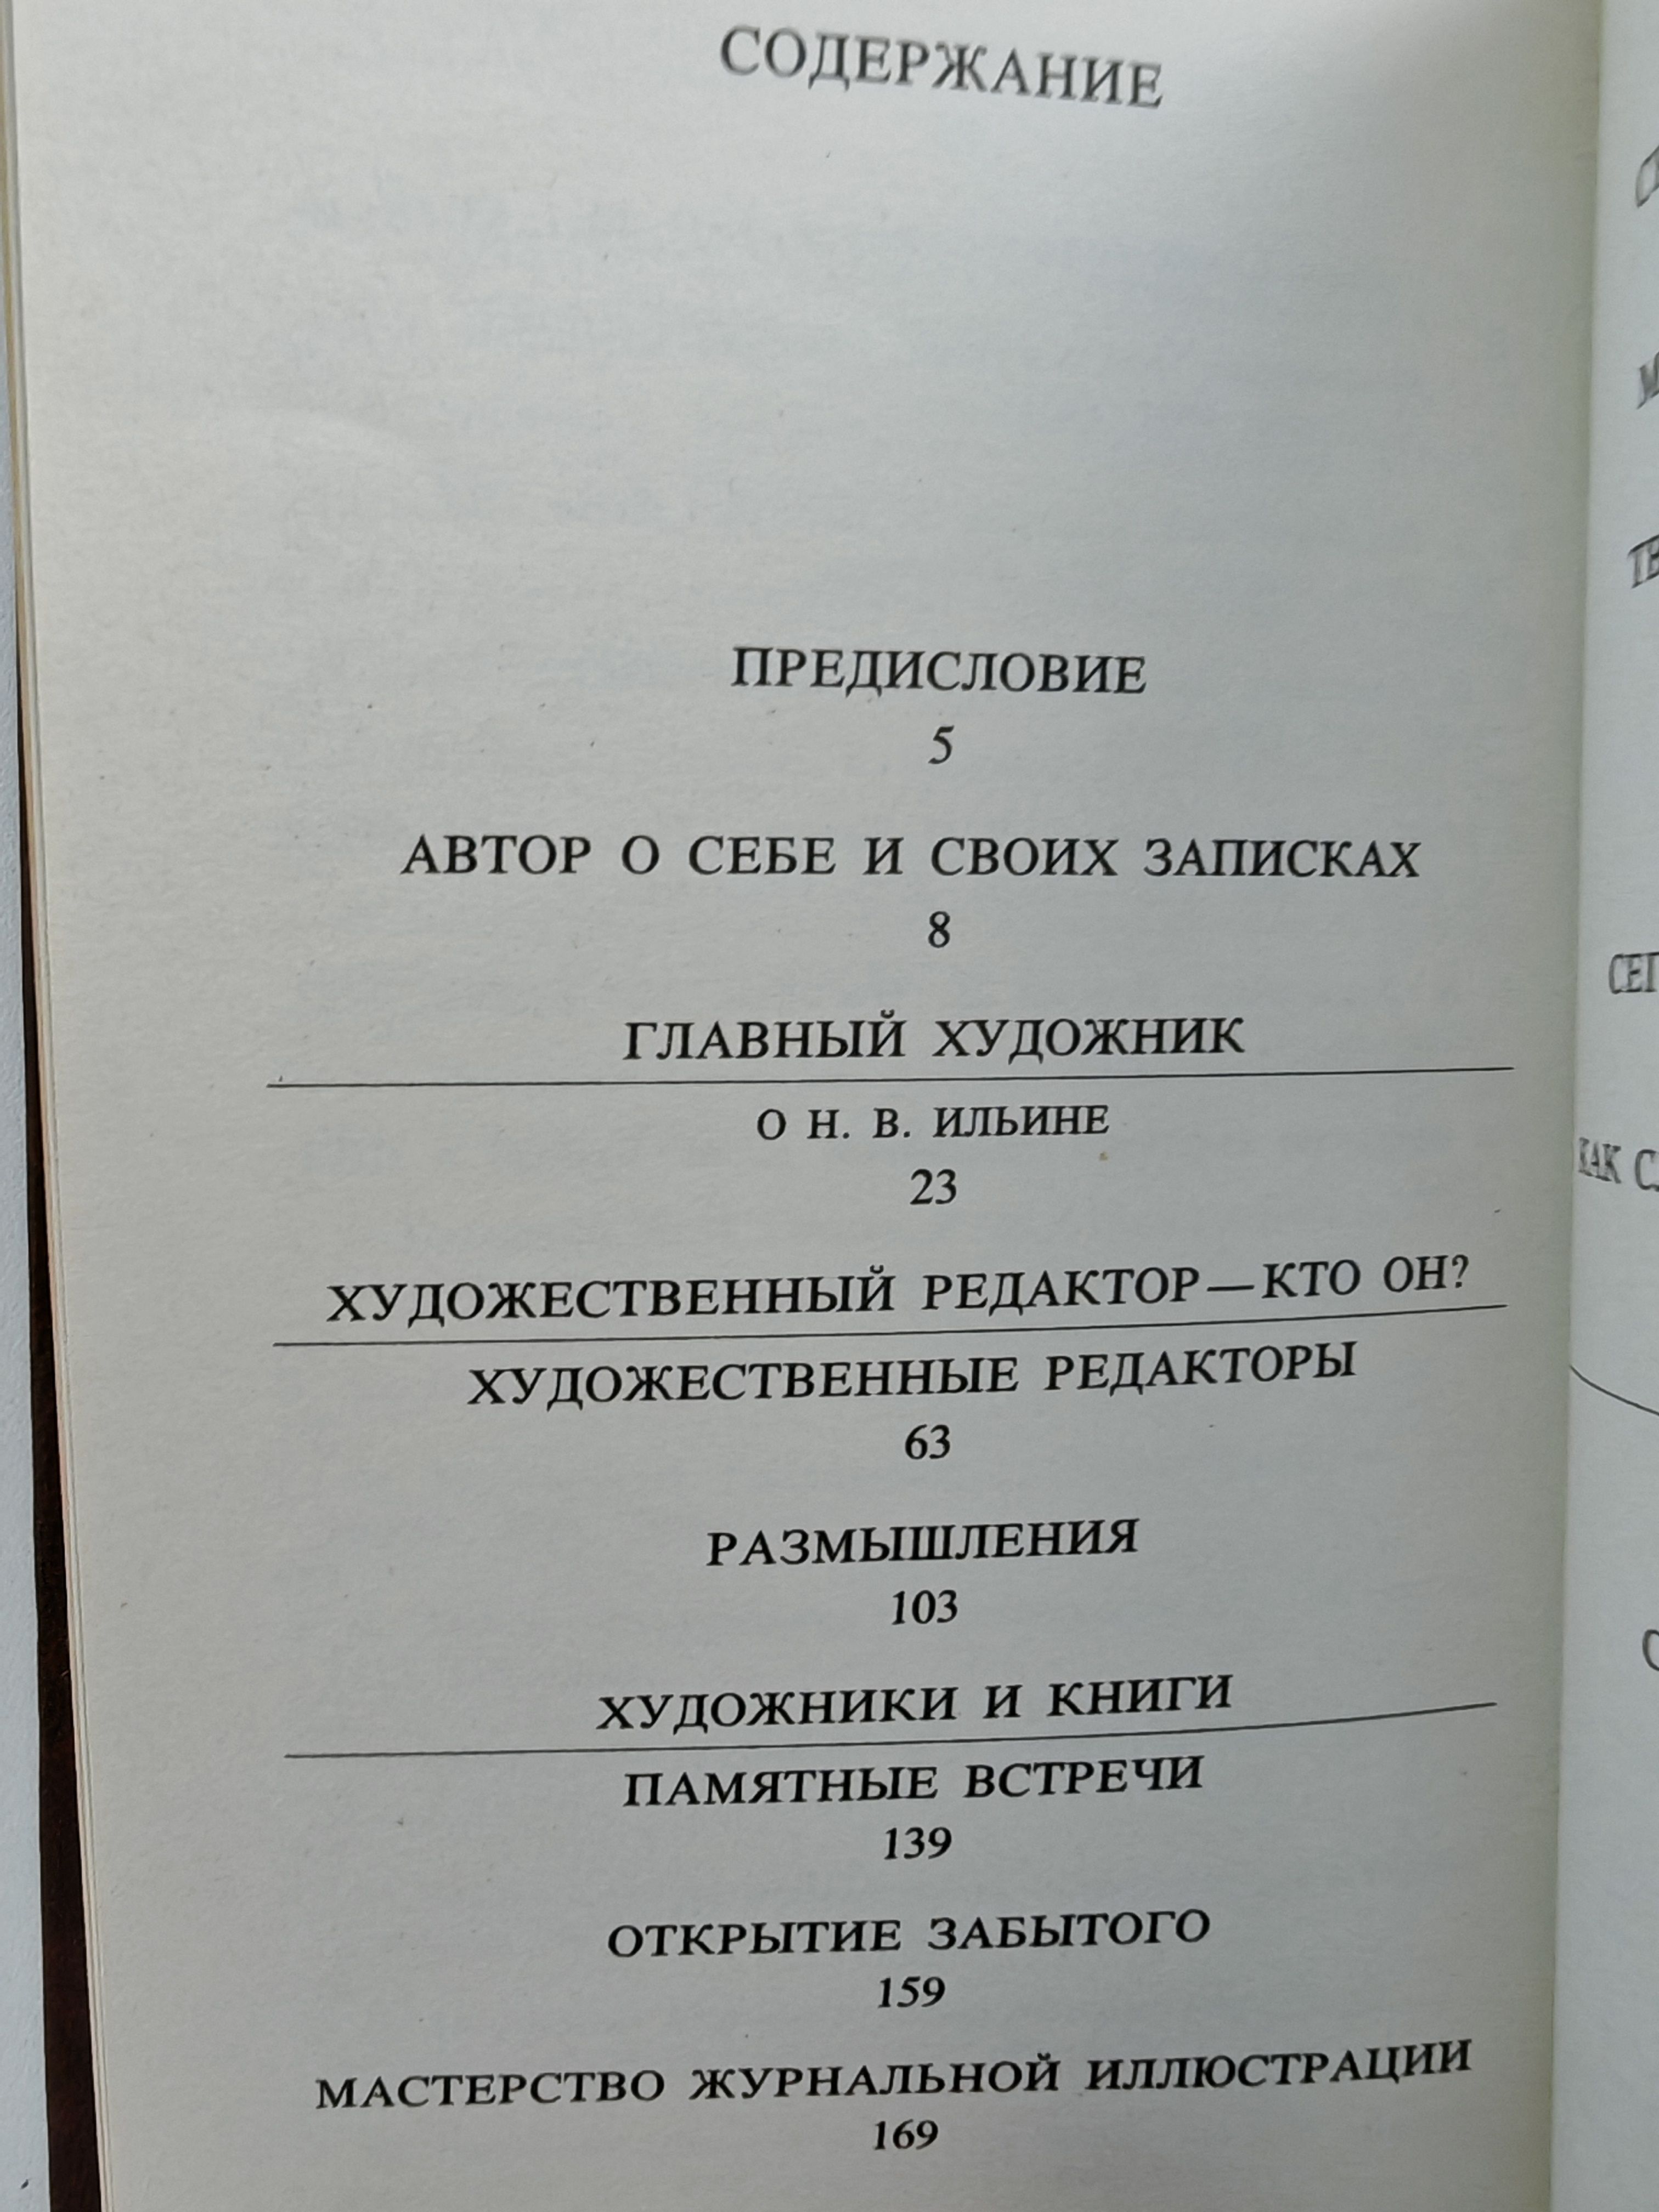 СОДЕРЖАНИЕ
ПРЕДИСЛОВИЕ
5
АВТОР О СЕБЕ И СВОИХ ЗАПИСКАХ
8
ГЛАВНЫЙ ХУДОЖНИК
О Н. В. ИЛЬИНЕ
23
ХУДОЖЕСТВЕННЫЙ РЕДАКТОР—КТО ОН?
ХУДОЖЕСТВЕННЫЕ РЕДАКТОРЫ
63
РАЗМЫШЛЕНИЯ
103
ХУДОЖНИКИ И КНИГИ
ПАМЯТНЫЕ ВСТРЕЧИ
139
ОТКРЫТИЕ ЗАБЫТОГО
159
МАСТЕРСТВО ЖУРНАЛЬНОЙ ИЛЛЮСТРАЦИИ
169
КАК